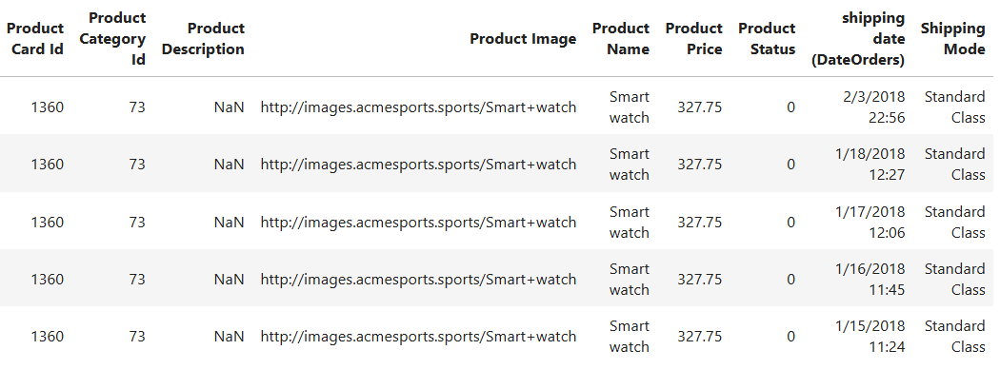 Product Card Id Product Category Id Product Description Product Image Product Name Product Price Product Status shipping date (DateOrders) Shipping Mode
1360 73 NaN http://images.acmesports.sports/Smart+watch Smart watch 327.75 0 2/3/2018 22:56 Standard Class
1360 73 NaN http://images.acmesports.sports/Smart+watch Smart watch 327.75 0 1/18/2018 12:27 Standard Class
1360 73 NaN http://images.acmesports.sports/Smart+watch Smart watch 327.75 0 1/17/2018 12:06 Standard Class
1360 73 NaN http://images.acmesports.sports/Smart+watch Smart watch 327.75 0 1/16/2018 11:45 Standard Class
1360 73 NaN http://images.acmesports.sports/Smart+watch Smart watch 327.75 0 1/15/2018 11:24 Standard Class